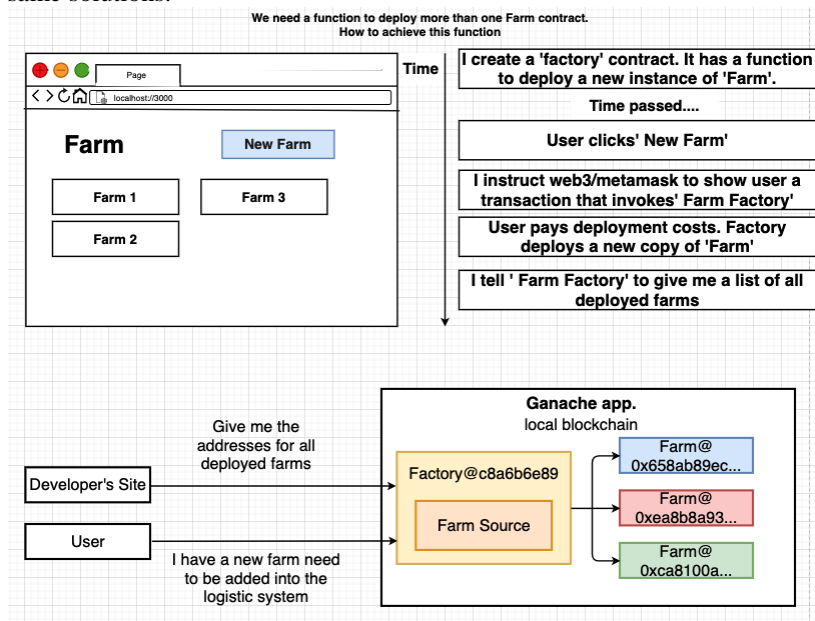 same solutions.
We need a function to deploy more than one Farm contract.
How to achieve this function
Page
localhost://3000
Farm
New Farm
Farm 1
Farm 3
Farm 2
Time
I create a 'factory' contract. It has a function
to deploy a new instance of 'Farm'.
Time passed....
User clicks' New Farm'
I instruct web3/metamask to show user a
transaction that invokes' Farm Factory'
User pays deployment costs. Factory
deploys a new copy of 'Farm'
I tell ' Farm Factory' to give me a list of all
deployed farms
Give me the
addresses for all
deployed farms
Developer's Site
User
I have a new farm need
to be added into the
logistic system
Ganache app.
local blockchain
Factory@c8a6b6e89
Farm Source
Farm@
0x658ab89ec...
Farm@
0xea8b8a93...
Farm@
0xca8100a...